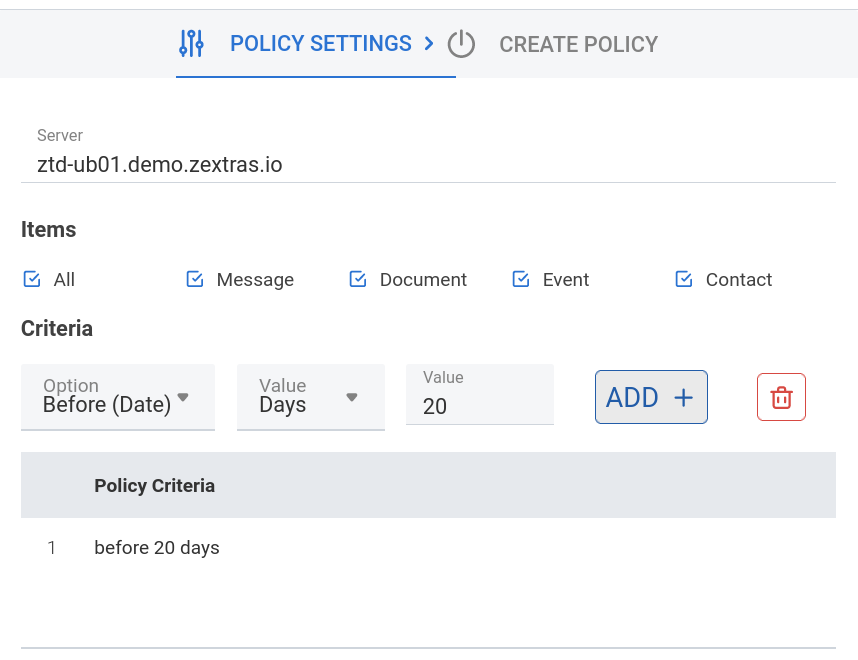 POLICY SETTINGS CREATE POLICY
Server
ztd-ub01.demo.zextras.io
Items
All Message Document Event Contact
Criteria
Option Value Value
Before (Date) Days 20 ADD +
Policy Criteria
1 before 20 days